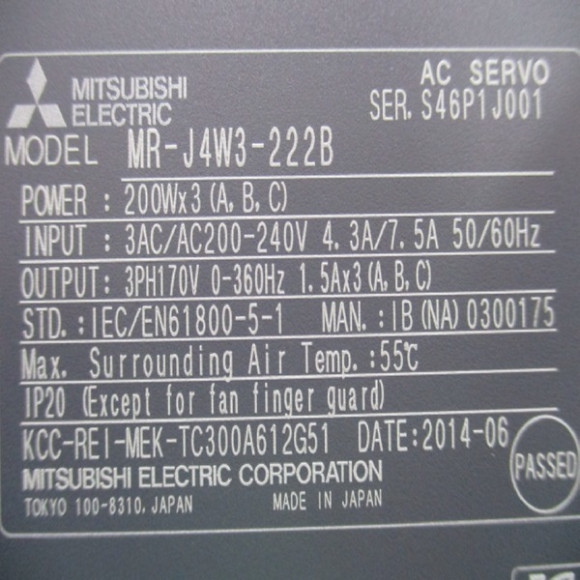 MITSUBISHI
ELECTRIC
AC SERVO
SER. S46P1J001
MODEL MR-J4W3-222B
POWER : 200Wx3 (A, B, C)
INPUT : 3AC/AC200-240V 4.3A/7.5A 50/60Hz
OUTPUT: 3PH170V 0-360Hz 1.5Ax3 (A, B, C)
STD. : IEC/EN61800-5-1 MAN. : IB (NA) 0300175
Max. Surrounding Air Temp. :55℃
IP20 (Except for fan finger guard)
KCC-REI-MEK-TC300A612G51 DATE:2014-06
PASSED
MITSUBISHI ELECTRIC CORPORATION
TOKYO 100-8310, JAPAN MADE IN JAPAN